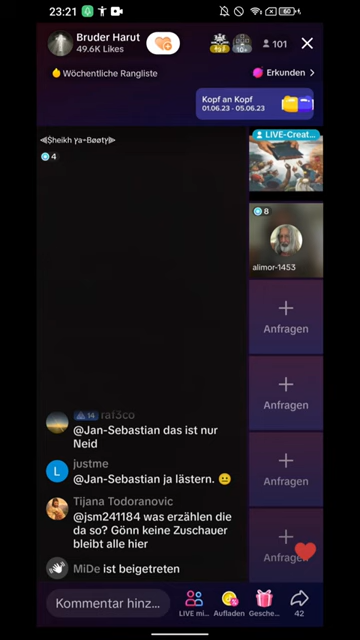 23:21
60
Bruder Harut
49.6K Likes
10+
101
Wöchentliche Rangliste
Erkunden
Kopf an Kopf
01.06.23 - 05.06.23
4
LIVE-Creat...
8
alimor-1453
Anfragen
Anfragen
Anfragen
Anfragen
14 raf3co
@Jan-Sebastian das ist nur
Neid
L
justme
@Jan-Sebastian ja lästern. 😐
Tijana Todoranovic
@jsm241184 was erzählen die
da so? Gönn keine Zuschauer
bleibt alle hier
MiDe ist beigetreten
Kommentar hinz...
LIVE mi...
Aufladen
Gesche...
42